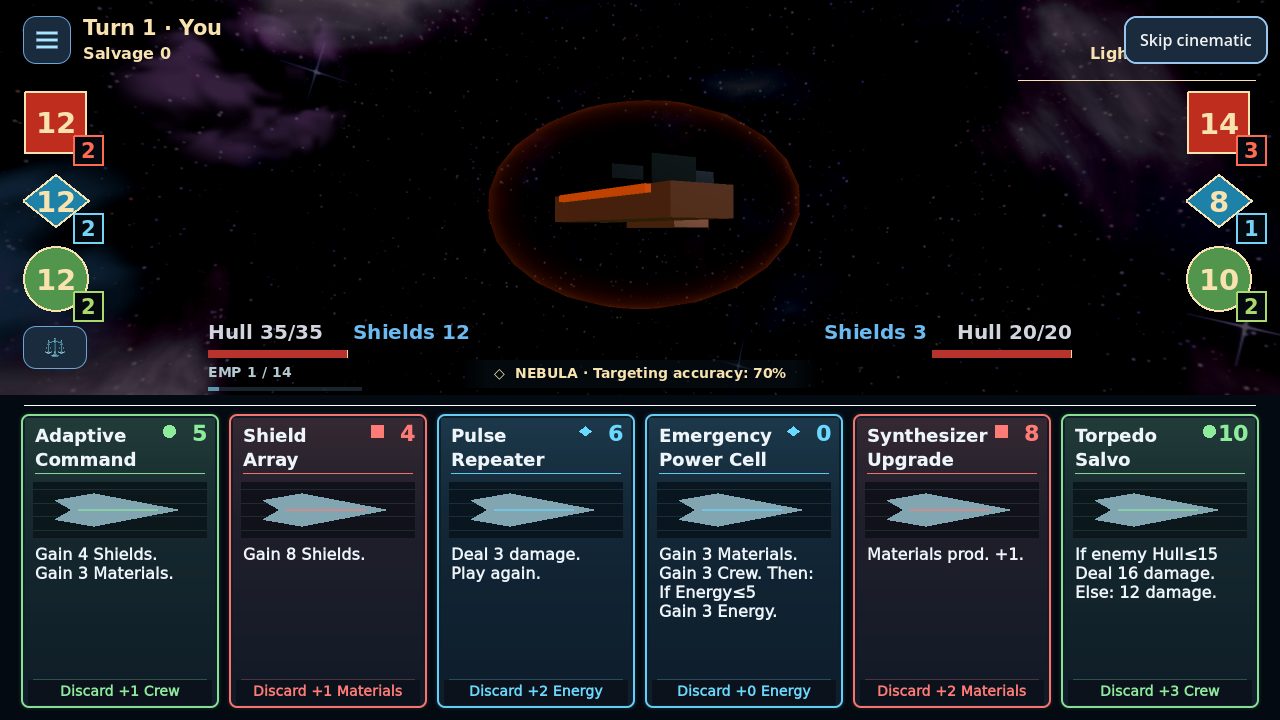 Turn 1 · You
Salvage 0
Skip cinematic
12
2
12
2
12
2
14
3
8
1
10
2
Hull 35/35
Shields 12
Shields 3
Hull 20/20
EMP 1 / 14
◇ NEBULA · Targeting accuracy: 70%
Adaptive
Command
5
Gain 4 Shields.
Gain 3 Materials.
Discard +1 Crew
Shield
Array
4
Gain 8 Shields.
Discard +1 Materials
Pulse
Repeater
6
Deal 3 damage.
Play again.
Discard +2 Energy
Emergency
Power Cell
0
Gain 3 Materials.
Gain 3 Crew. Then:
If Energy≤5
Gain 3 Energy.
Discard +0 Energy
Synthesizer
Upgrade
8
Materials prod. +1.
Discard +2 Materials
Torpedo
Salvo
10
If enemy Hull≤15
Deal 16 damage.
Else: 12 damage.
Discard +3 Crew